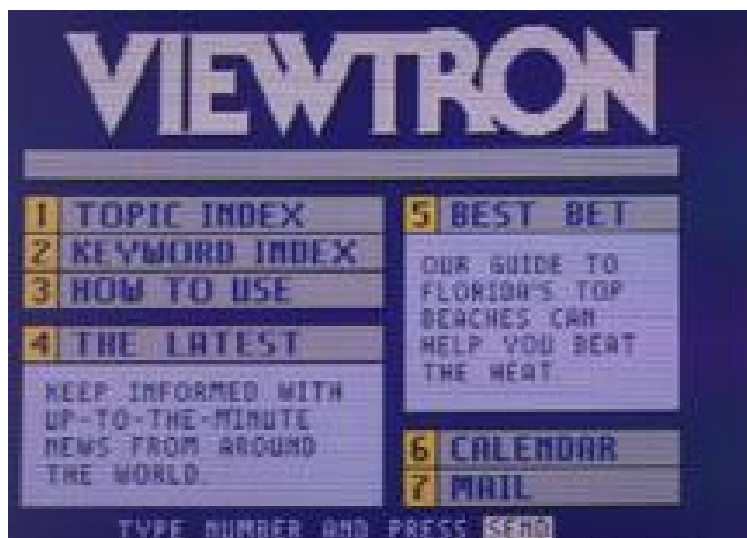 VIEWTRON
1 TOPIC INDEX
2 KEYWORD INDEX
3 HOW TO USE
4 THE LATEST
KEEP INFORMED WITH
UP-TO-THE-MINUTE
NEWS FROM AROUND
THE WORLD.
5 BEST BET
OUR GUIDE TO
FLORIDA'S TOP
BEACHES CAN
HELP YOU BEAT
THE HEAT.
6 CALENDAR
7 MAIL
TYPE NUMBER AND PRESS SEND